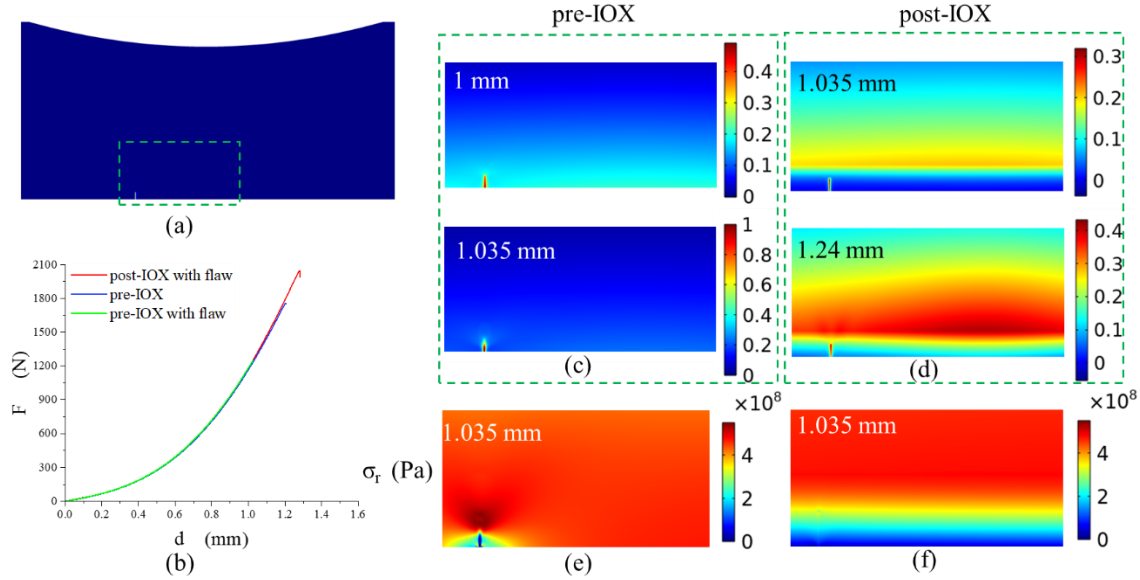 pre-IOX
post-IOX
(a)
1 mm
0.4
0.3
0.2
0.1
0
1.035 mm
0.3
0.2
0.1
0
2100
1800
1500
1200
900
600
300
0
F (N)
post-IOX with flaw
pre-IOX
pre-IOX with flaw
0.0 0.2 0.4 0.6 0.8 1.0 1.2 1.4 1.6
d (mm)
(b)
1.035 mm
1
0.8
0.6
0.4
0.2
0
(c)
1.24 mm
0.4
0.3
0.2
0.1
0
(d)
σr (Pa)
×10⁸
1.035 mm
4
2
0
(e)
×10⁸
1.035 mm
4
2
0
(f)